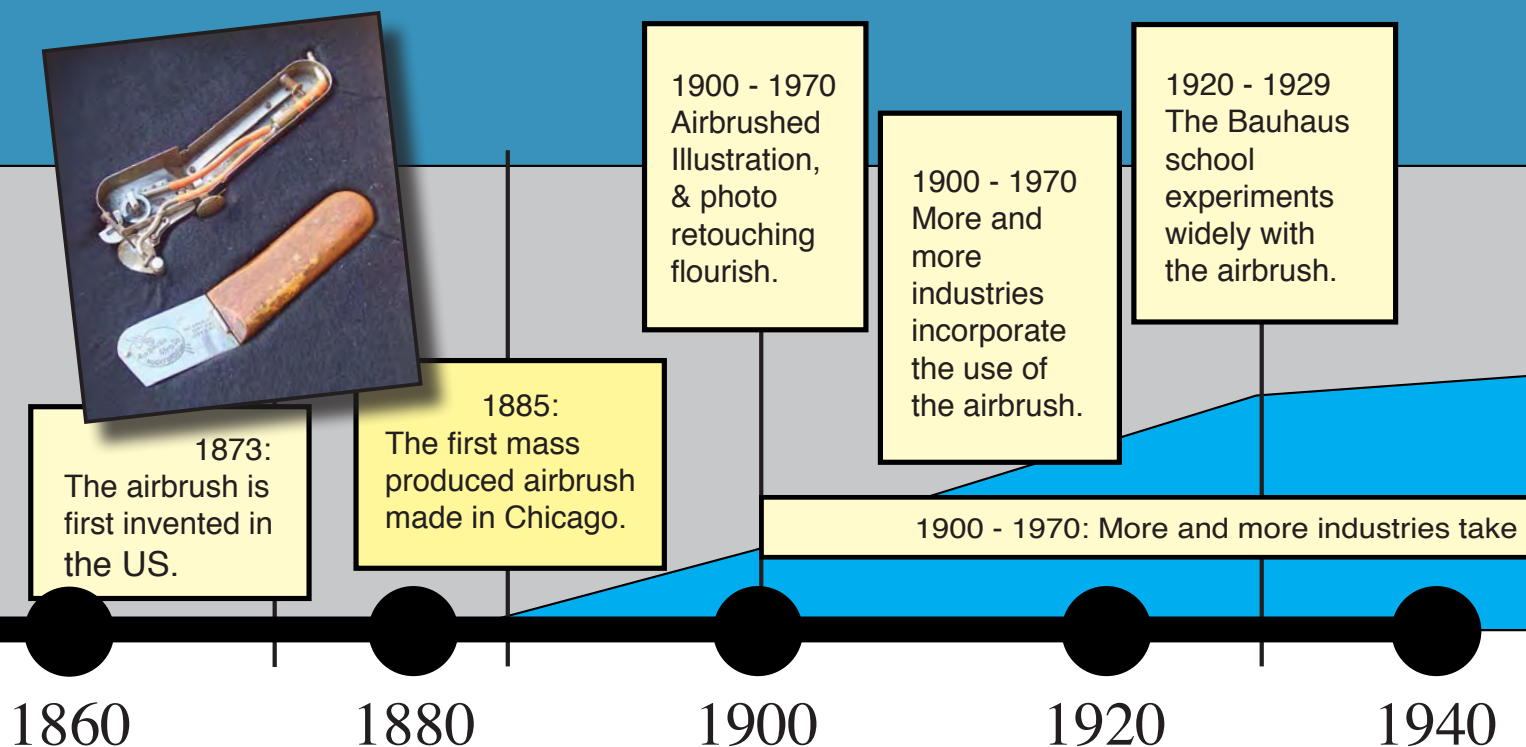 1873:
The airbrush is
first invented in
the US.
1885:
The first mass
produced airbrush
made in Chicago.
1900 - 1970
Airbrushed
Illustration,
& photo
retouching
flourish.
1900 - 1970
More and
more
industries
incorporate
the use of
the airbrush.
1920 - 1929
The Bauhaus
school
experiments
widely with
the airbrush.
1900 - 1970: More and more industries take
1860 1880 1900 1920 1940